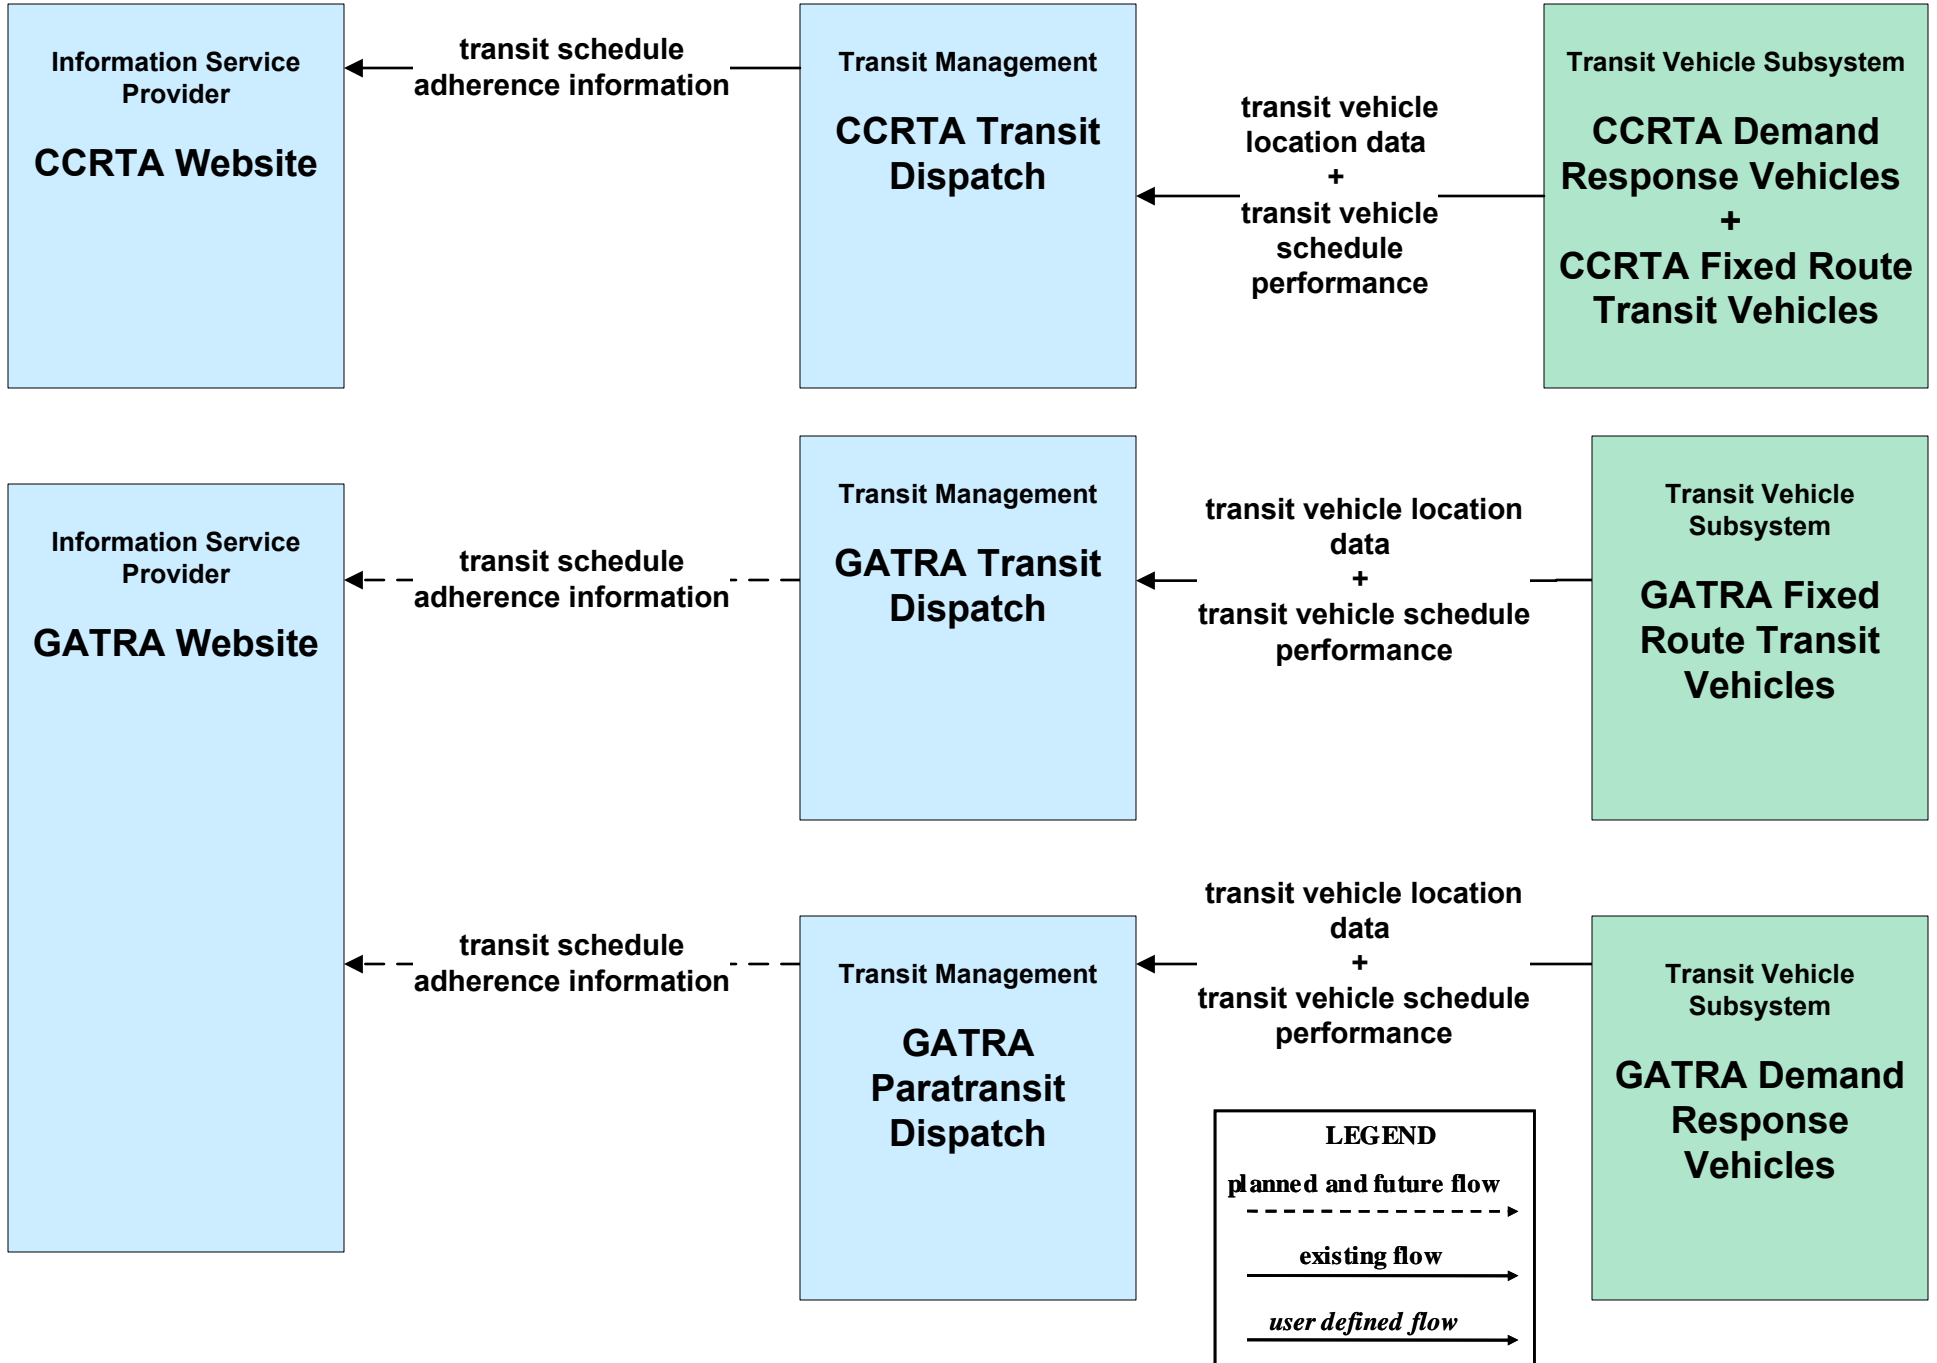 Information Service
Provider
CCRTA Website
transit schedule
adherence information
Transit Management
CCRTA Transit
Dispatch
transit vehicle
location data
+
transit vehicle
schedule
performance
Transit Vehicle Subsystem
CCRTA Demand
Response Vehicles
+
CCRTA Fixed Route
Transit Vehicles
Information Service
Provider
GATRA Website
transit schedule
adherence information
Transit Management
GATRA Transit
Dispatch
transit vehicle location
data
+
transit vehicle schedule
performance
Transit Vehicle
Subsystem
GATRA Fixed
Route Transit
Vehicles
transit schedule
adherence information
Transit Management
GATRA
Paratransit
Dispatch
transit vehicle location
data
+
transit vehicle schedule
performance
Transit Vehicle
Subsystem
GATRA Demand
Response
Vehicles
LEGEND
planned and future flow
existing flow
user defined flow